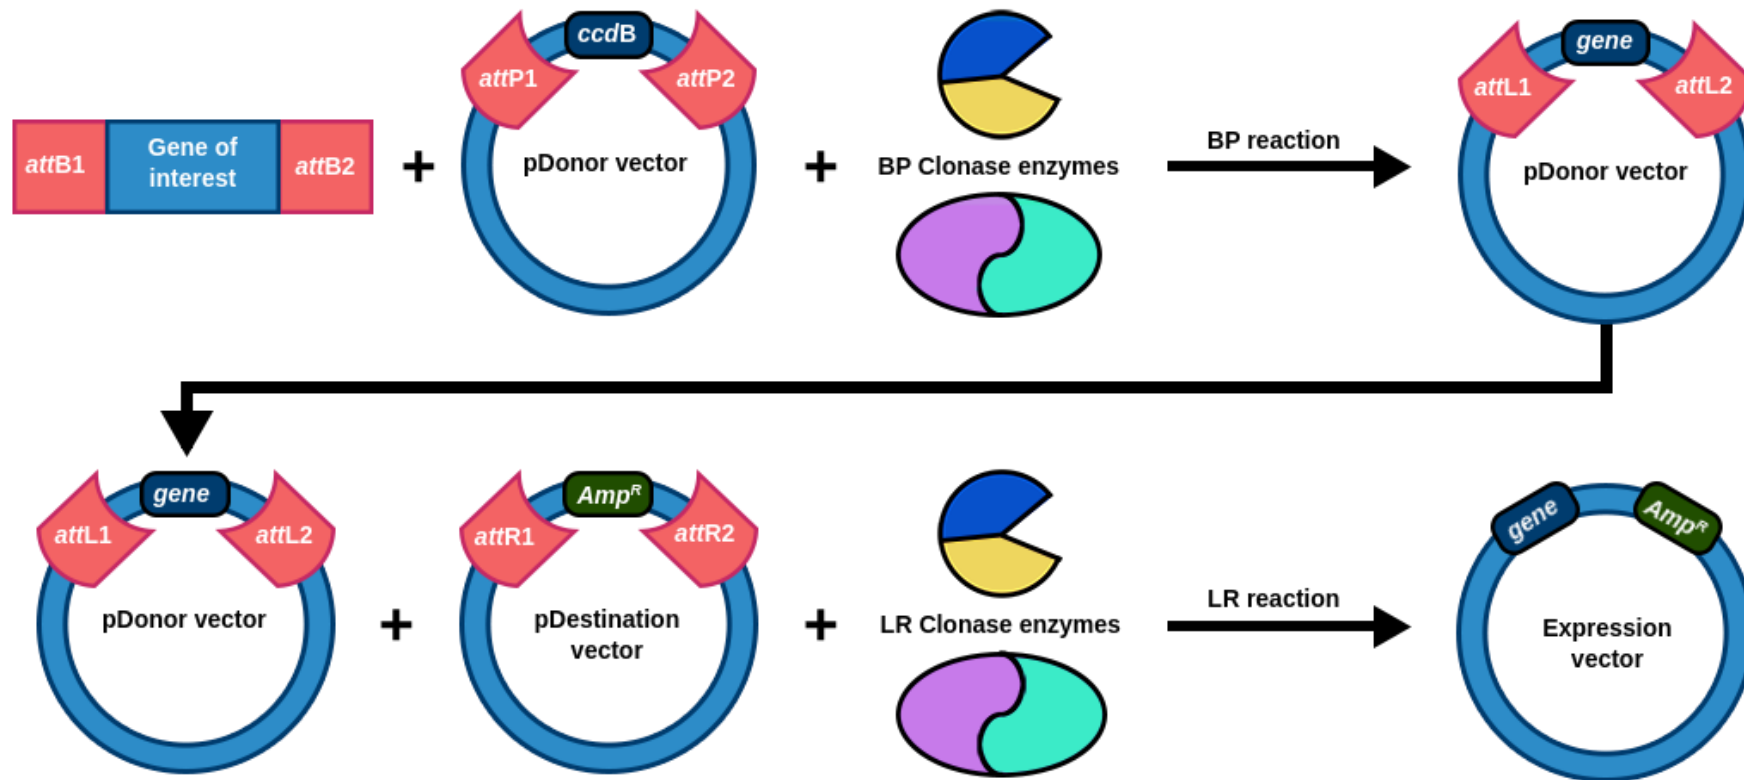 attB1
Gene of
interest
attB2
+
attP1
ccdB
attP2
pDonor vector
+
BP Clonase enzymes
BP reaction
attL1
gene
attL2
pDonor vector
attL1
gene
attL2
pDonor vector
+
attR1
Ampᴿ
attR2
pDestination
vector
+
LR Clonase enzymes
LR reaction
gene
Ampᴿ
Expression
vector